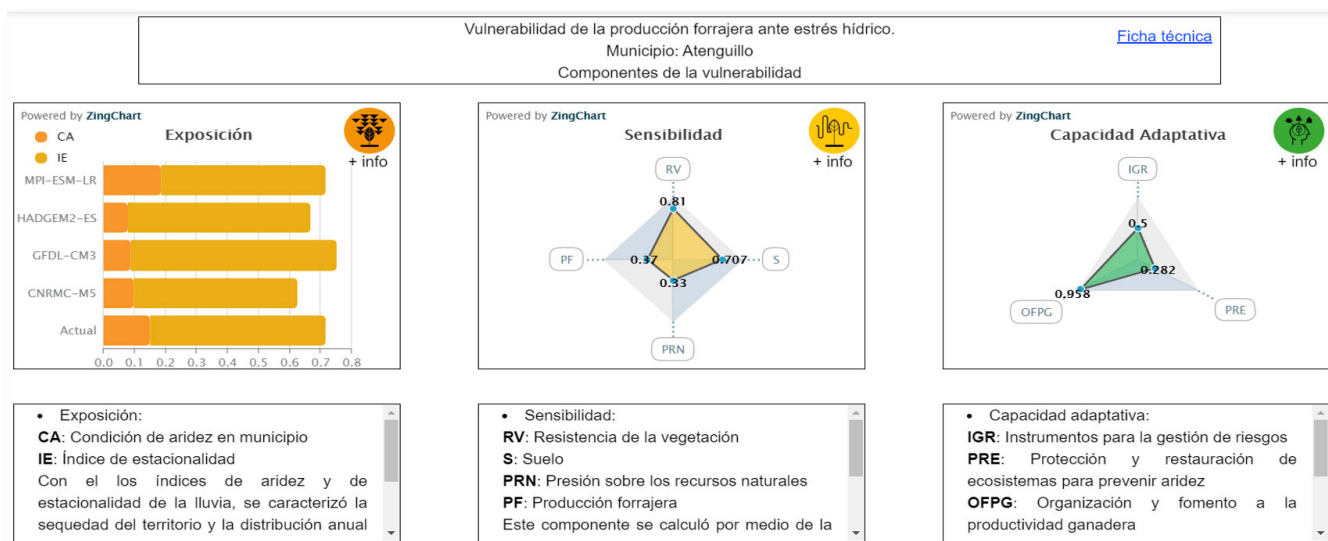 Vulnerabilidad de la producción forrajera ante estrés hídrico.
Ficha técnica
Municipio: Atenguillo
Componentes de la vulnerabilidad
Powered by ZingChart
Exposición
CA
IE
+ info
MPI-ESM-LR
HADGEM2-ES
GFDL-CM3
CNRMC-M5
Actual
0.0 0.1 0.2 0.3 0.4 0.5 0.6 0.7 0.8
Powered by ZingChart
Sensibilidad
+ info
RV
0.81
PF
0.37
0.707
S
0.33
PRN
Powered by ZingChart
Capacidad Adaptativa
+ info
IGR
0.5
0.282
0,958
OFPG
PRE
• Exposición:
CA: Condición de aridez en municipio
IE: Índice de estacionalidad
Con el los índices de aridez y de
estacionalidad de la lluvia, se caracterizó la
sequedad del territorio y la distribución anual
• Sensibilidad:
RV: Resistencia de la vegetación
S: Suelo
PRN: Presión sobre los recursos naturales
PF: Producción forrajera
Este componente se calculó por medio de la
• Capacidad adaptativa:
IGR: Instrumentos para la gestión de riesgos
PRE: Protección y restauración de
ecosistemas para prevenir aridez
OFPG: Organización y fomento a la
productividad ganadera